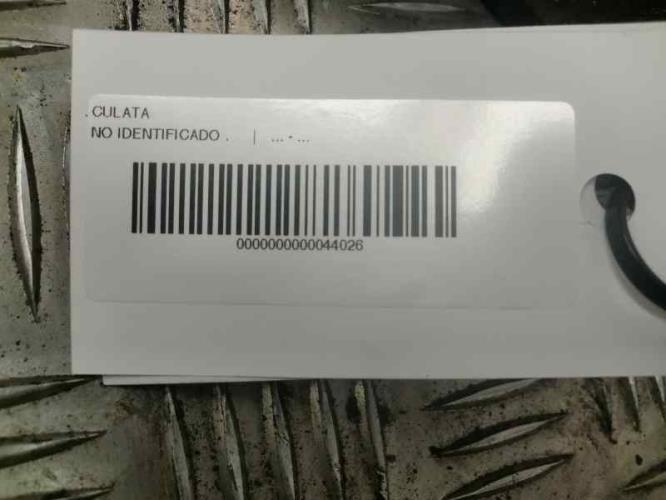 . CULATA
NO IDENTIFICADO . | ... - ...
0000000000044026